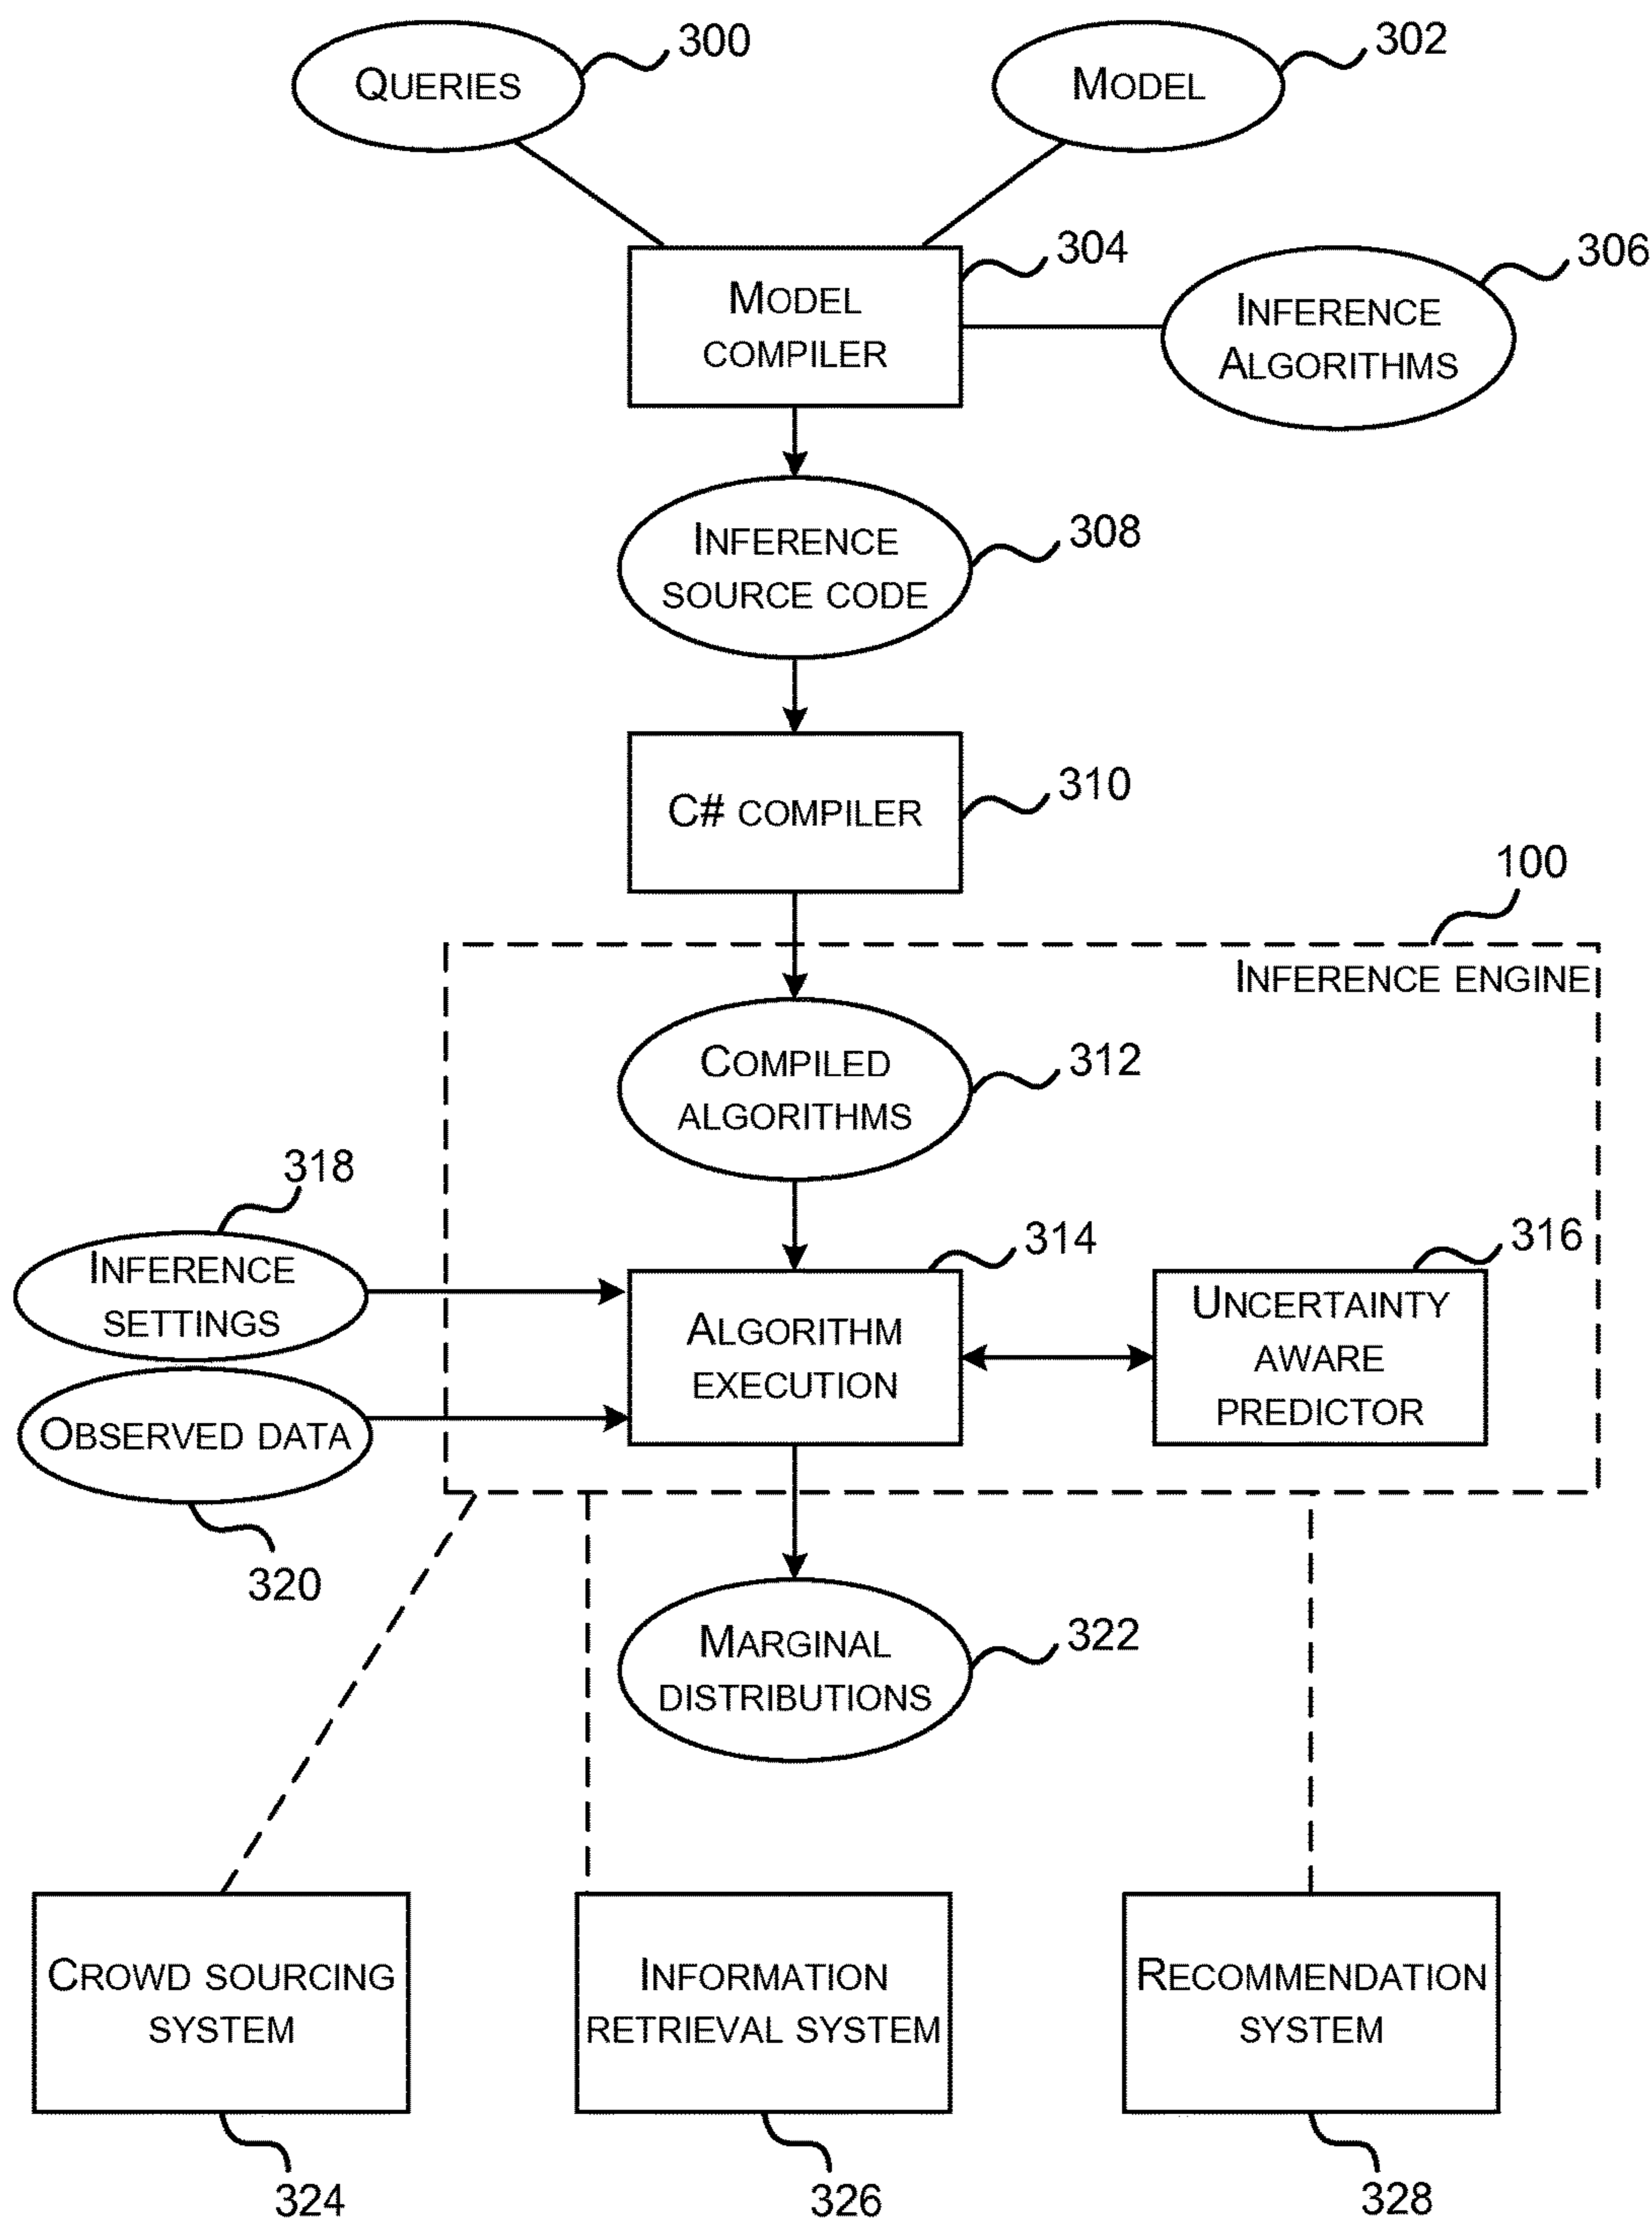 300
302
QUERIES
MODEL
304
306
MODEL
COMPILER
INFERENCE
ALGORITHMS
308
INFERENCE
SOURCE CODE
310
C# COMPILER
100
INFERENCE ENGINE
312
COMPILED
ALGORITHMS
318
314
316
INFERENCE
SETTINGS
ALGORITHM
EXECUTION
UNCERTAINTY
AWARE
PREDICTOR
OBSERVED DATA
320
322
MARGINAL
DISTRIBUTIONS
CROWD SOURCING
SYSTEM
INFORMATION
RETRIEVAL SYSTEM
RECOMMENDATION
SYSTEM
324
326
328